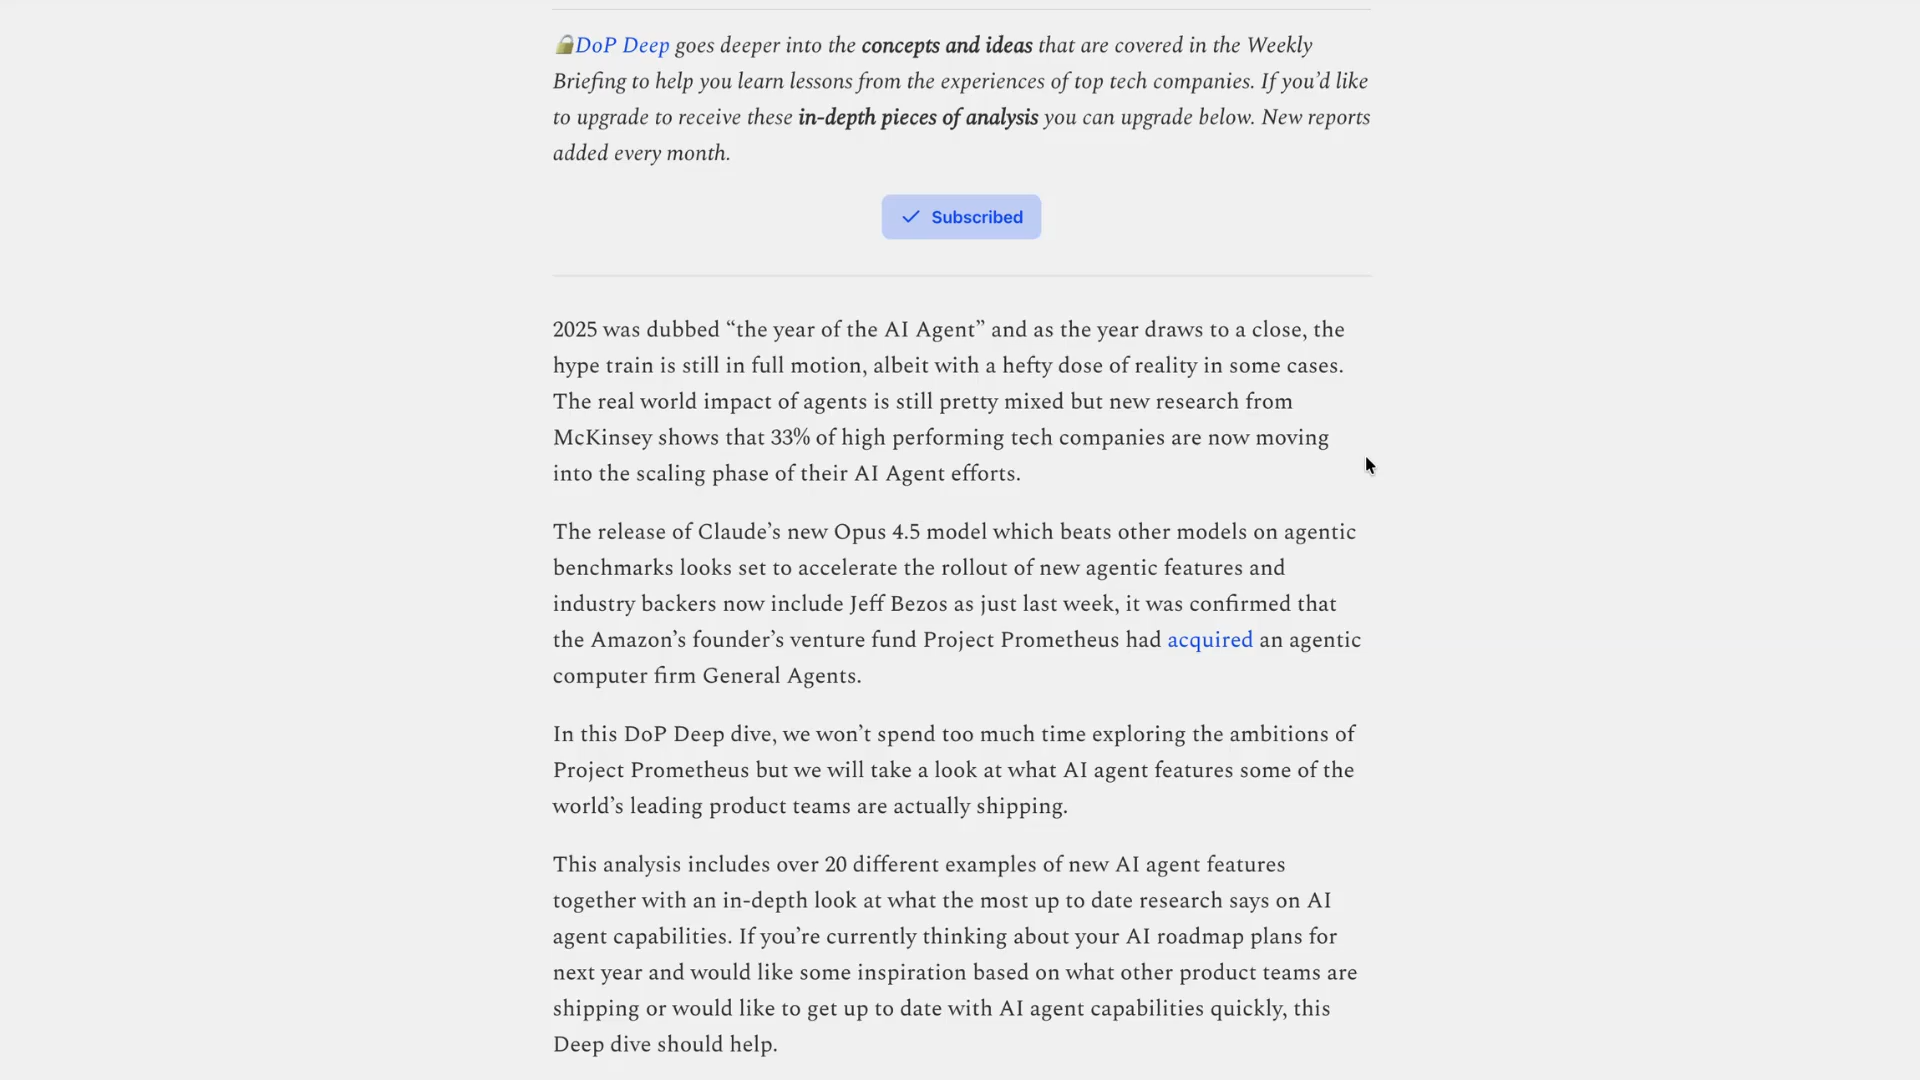 🔒DoP Deep goes deeper into the concepts and ideas that are covered in the Weekly
Briefing to help you learn lessons from the experiences of top tech companies. If you’d like
to upgrade to receive these in-depth pieces of analysis you can upgrade below. New reports
added every month.
Subscribed
2025 was dubbed “the year of the AI Agent” and as the year draws to a close, the
hype train is still in full motion, albeit with a hefty dose of reality in some cases.
The real world impact of agents is still pretty mixed but new research from
McKinsey shows that 33% of high performing tech companies are now moving
into the scaling phase of their AI Agent efforts.
The release of Claude’s new Opus 4.5 model which beats other models on agentic
benchmarks looks set to accelerate the rollout of new agentic features and
industry backers now include Jeff Bezos as just last week, it was confirmed that
the Amazon’s founder’s venture fund Project Prometheus had acquired an agentic
computer firm General Agents.
In this DoP Deep dive, we won’t spend too much time exploring the ambitions of
Project Prometheus but we will take a look at what AI agent features some of the
world’s leading product teams are actually shipping.
This analysis includes over 20 different examples of new AI agent features
together with an in-depth look at what the most up to date research says on AI
agent capabilities. If you’re currently thinking about your AI roadmap plans for
next year and would like some inspiration based on what other product teams are
shipping or would like to get up to date with AI agent capabilities quickly, this
Deep dive should help.